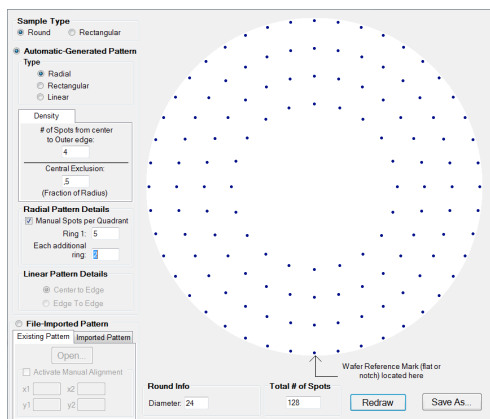 Sample Type
Round Rectangular
Automatic-Generated Pattern
Type
Radial
Rectangular
Linear
Density
# of Spots from center
to Outer edge:
4
Central Exclusion:
.5
(Fraction of Radius)
Radial Pattern Details
Manual Spots per Quadrant
Ring 1: 5
Each additional
ring: 2
Linear Pattern Details
Center to Edge
Edge To Edge
File-Imported Pattern
Existing Pattern Imported Pattern
Open...
Activate Manual Alignment
x1 x2
y1 y2
Wafer Reference Mark (flat or
notch) located here
Round Info
Diameter: 24
Total # of Spots
128
Redraw
Save As...